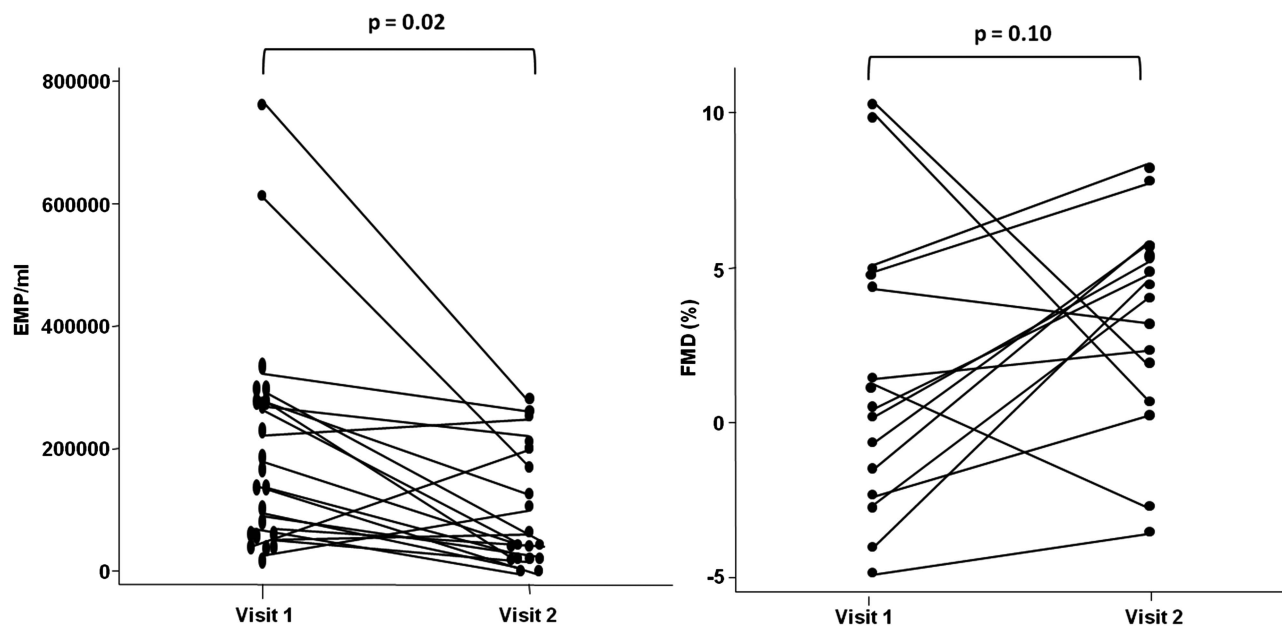 p = 0.02
800000
600000
400000
200000
0
EMP/ml
Visit 1
Visit 2
p = 0.10
10
5
0
-5
FMD (%)
Visit 1
Visit 2